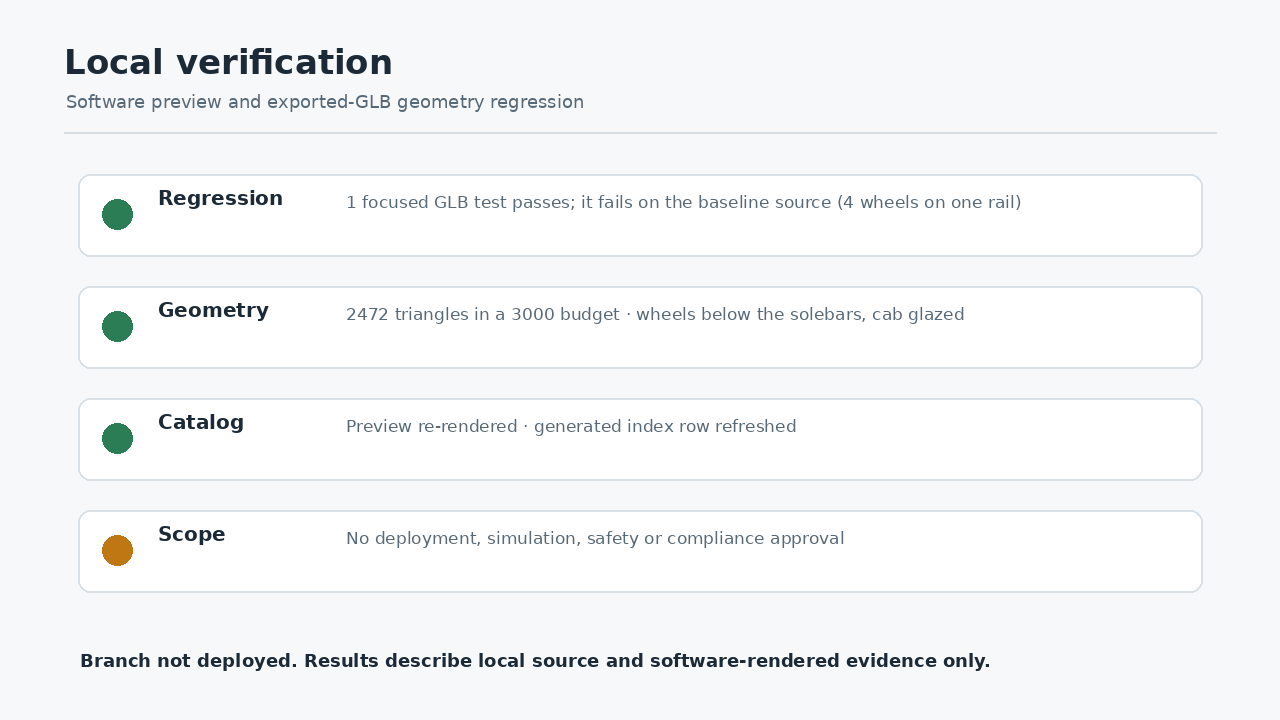 Local verification
Software preview and exported-GLB geometry regression
Regression
1 focused GLB test passes; it fails on the baseline source (4 wheels on one rail)
Geometry
2472 triangles in a 3000 budget · wheels below the solebars, cab glazed
Catalog
Preview re-rendered · generated index row refreshed
Scope
No deployment, simulation, safety or compliance approval
Branch not deployed. Results describe local source and software-rendered evidence only.